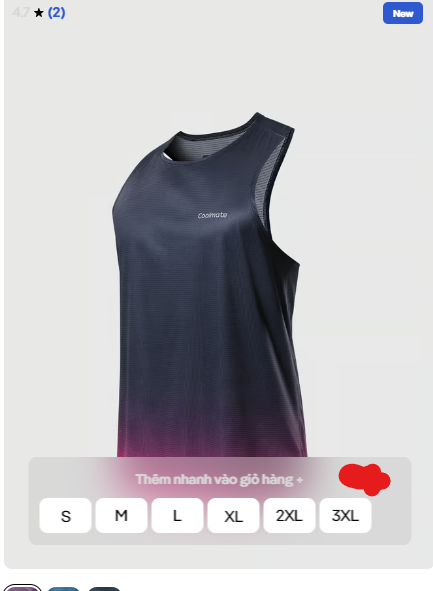 4.7 ★ (2)
New
Coolmate
Thêm nhanh vào giỏ hàng +
S M L XL 2XL 3XL